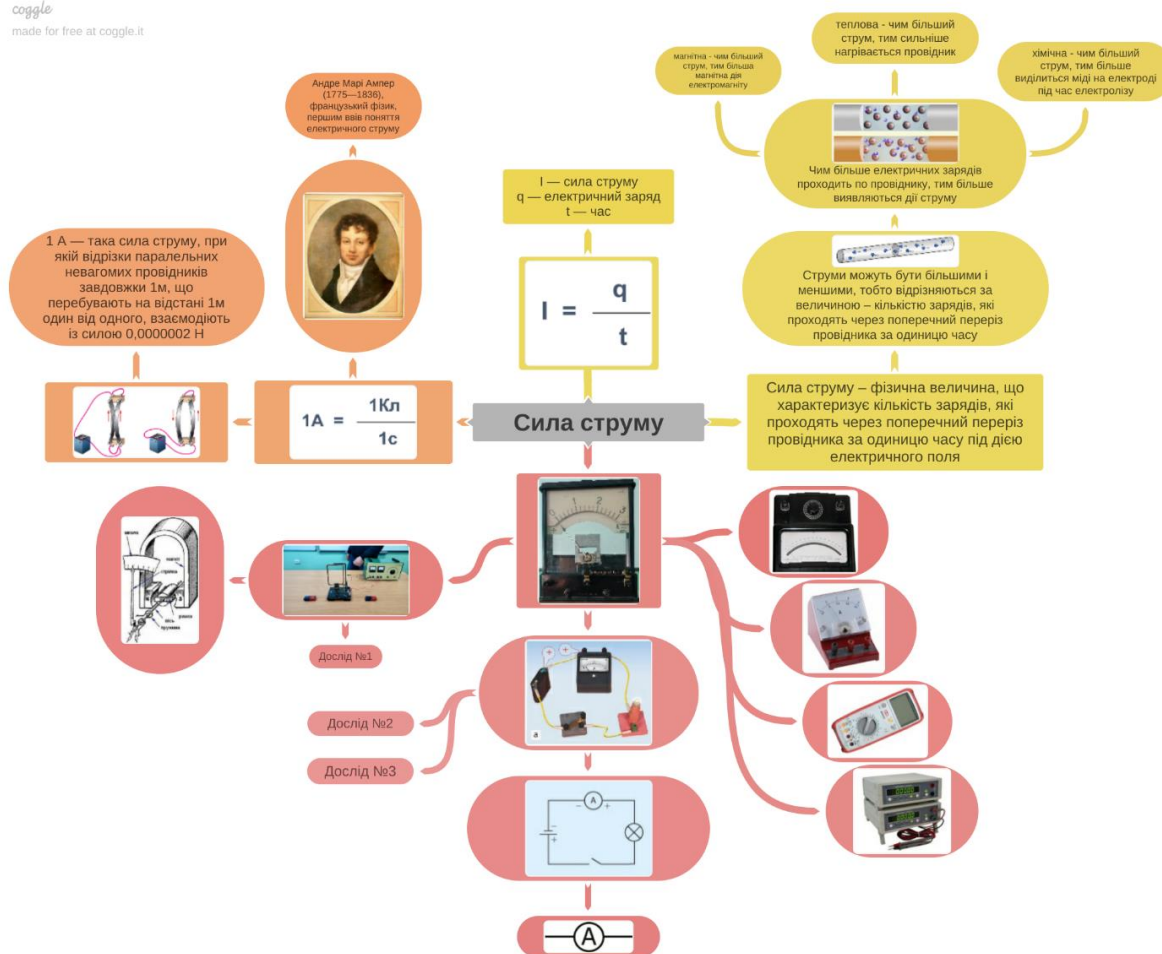 coggle
made for free at coggle.it
теплова - чим більший
струм, тим сильніше
нагрівається провідник
магнітна - чим більший
струм, тим більша
магнітна дія
електромагніту
хімічна - чим більший
струм, тим більше
виділиться міді на електроді
під час електролізу
Чим більше електричних зарядів
проходить по провіднику, тим більше
виявляються дії струму
Струми можуть бути більшими і
меншими, тобто відрізняються за
величиною – кількістю зарядів, які
проходять через поперечний переріз
провідника за одиницю часу
Сила струму – фізична величина, що
характеризує кількість зарядів, які
проходять через поперечний переріз
провідника за одиницю часу під дією
електричного поля
Андре Марі Ампер
(1775—1836),
французький фізик,
першим ввів поняття
електричного струму
I — сила струму
q — електричний заряд
t — час
I = q
t
1 А — така сила струму, при
якій відрізки паралельних
невагомих провідників
завдовжки 1м, що
перебувають на відстані 1м
один від одного, взаємодіють
із силою 0,0000002 Н
1А = 1Кл
1с
Сила струму
0 1 2 3
Дослід №1
Дослід №2
Дослід №3
а
A
− +
−
+
A